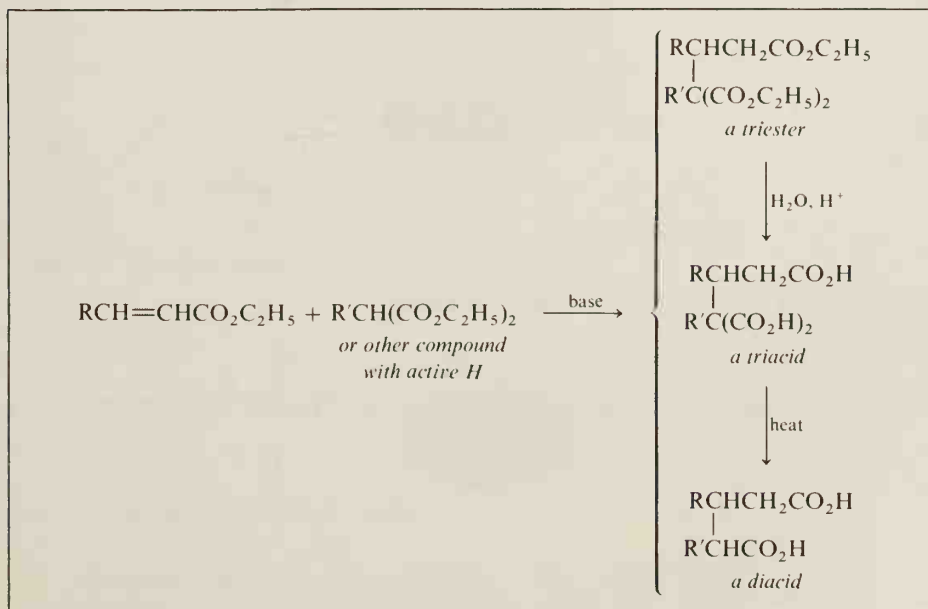 RCHCH₂CO₂C₂H₅
R′C(CO₂C₂H₅)₂
a triester
H₂O, H⁺
RCHCH₂CO₂H
R′C(CO₂H)₂
a triacid
RCH=CHCO₂C₂H₅ + R′CH(CO₂C₂H₅)₂ base
or other compound
with active H
heat
RCHCH₂CO₂H
R′CHCO₂H
a diacid